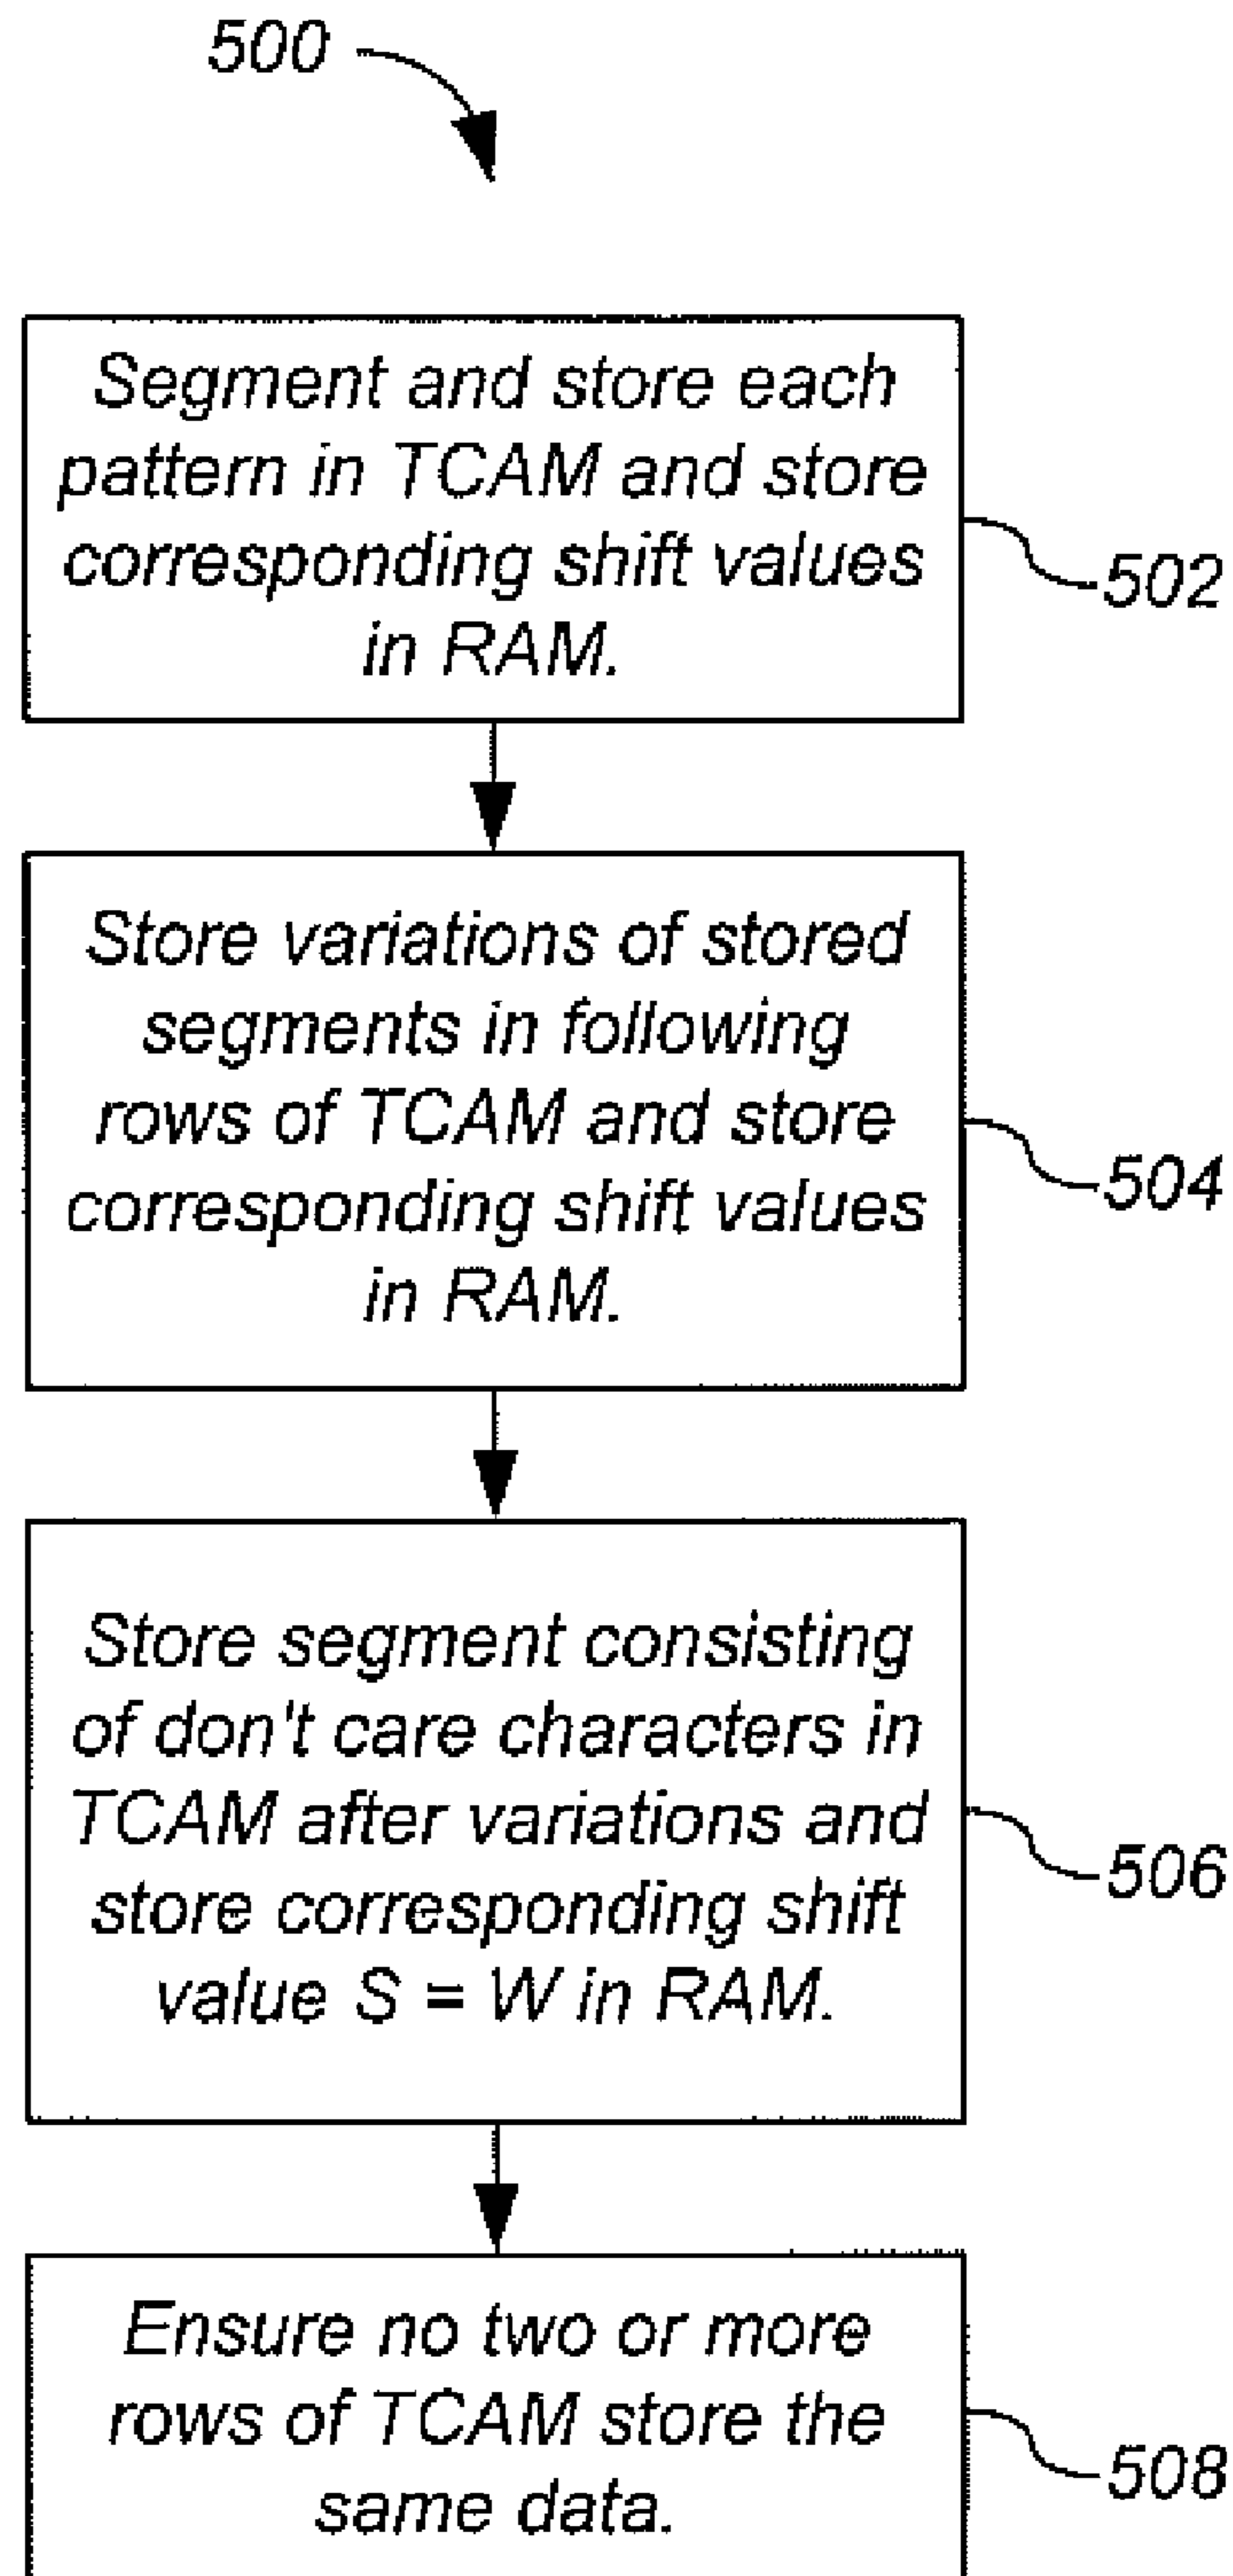 500
Segment and store each
pattern in TCAM and store
corresponding shift values
in RAM.
502
Store variations of stored
segments in following
rows of TCAM and store
corresponding shift values
in RAM.
504
Store segment consisting
of don't care characters in
TCAM after variations and
store corresponding shift
value S = W in RAM.
506
Ensure no two or more
rows of TCAM store the
same data.
508